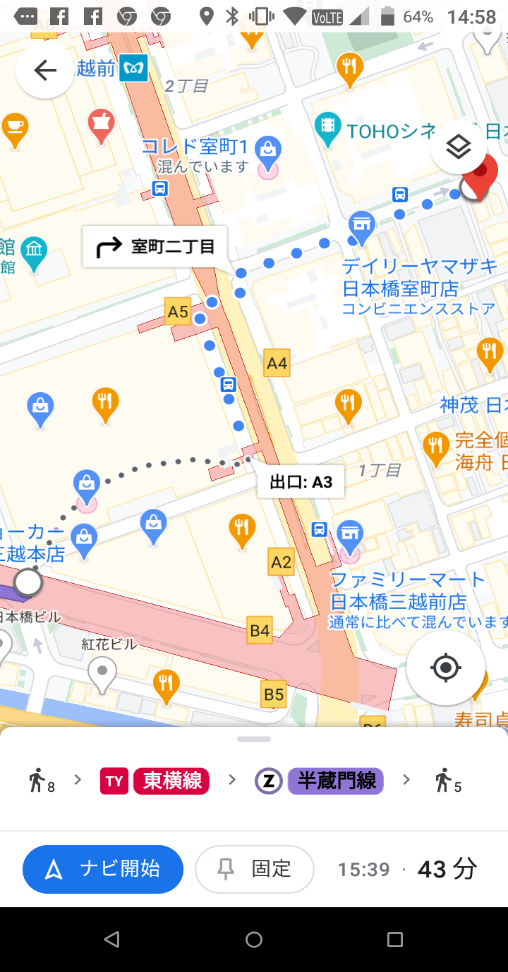 VoLTE
64%
14:58
越前
2丁目
コレド室町1
混んでいます
TOHOシネ
日本
室町二丁目
館
館
デイリーヤマザキ
日本橋室町店
コンビニエンスストア
A5
A4
神茂 日本
完全個
海舟 日
1丁目
出口: A3
ョーカー
三越本店
A2
ファミリーマート
日本橋三越前店
通常に比べて混んでいます
日本橋ビル
B4
紅花ビル
B5
寿司貞
8
TY
東横線
Z
半蔵門線
5
ナビ開始
固定
15:39 · 43 分